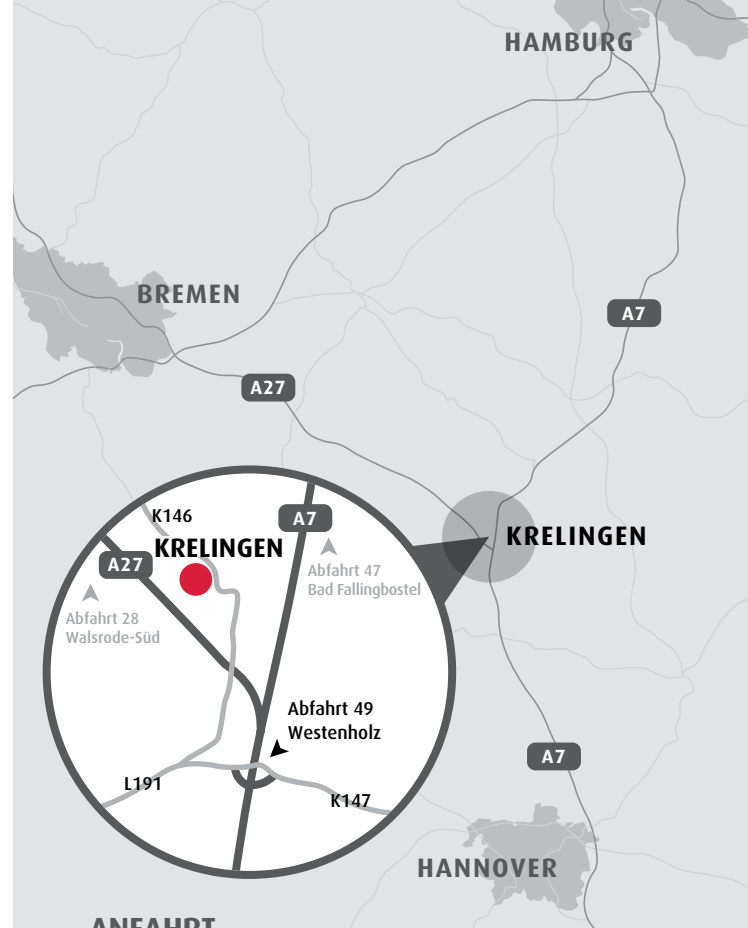 HAMBURG
BREMEN
A7
A27
K146
A7
KRELINGEN
KRELINGEN
A27
Abfahrt 47
Bad Fallingbostel
Abfahrt 28
Walsrode-Süd
Abfahrt 49
Westenholz
A7
L191
K147
HANNOVER
ANFAHRT